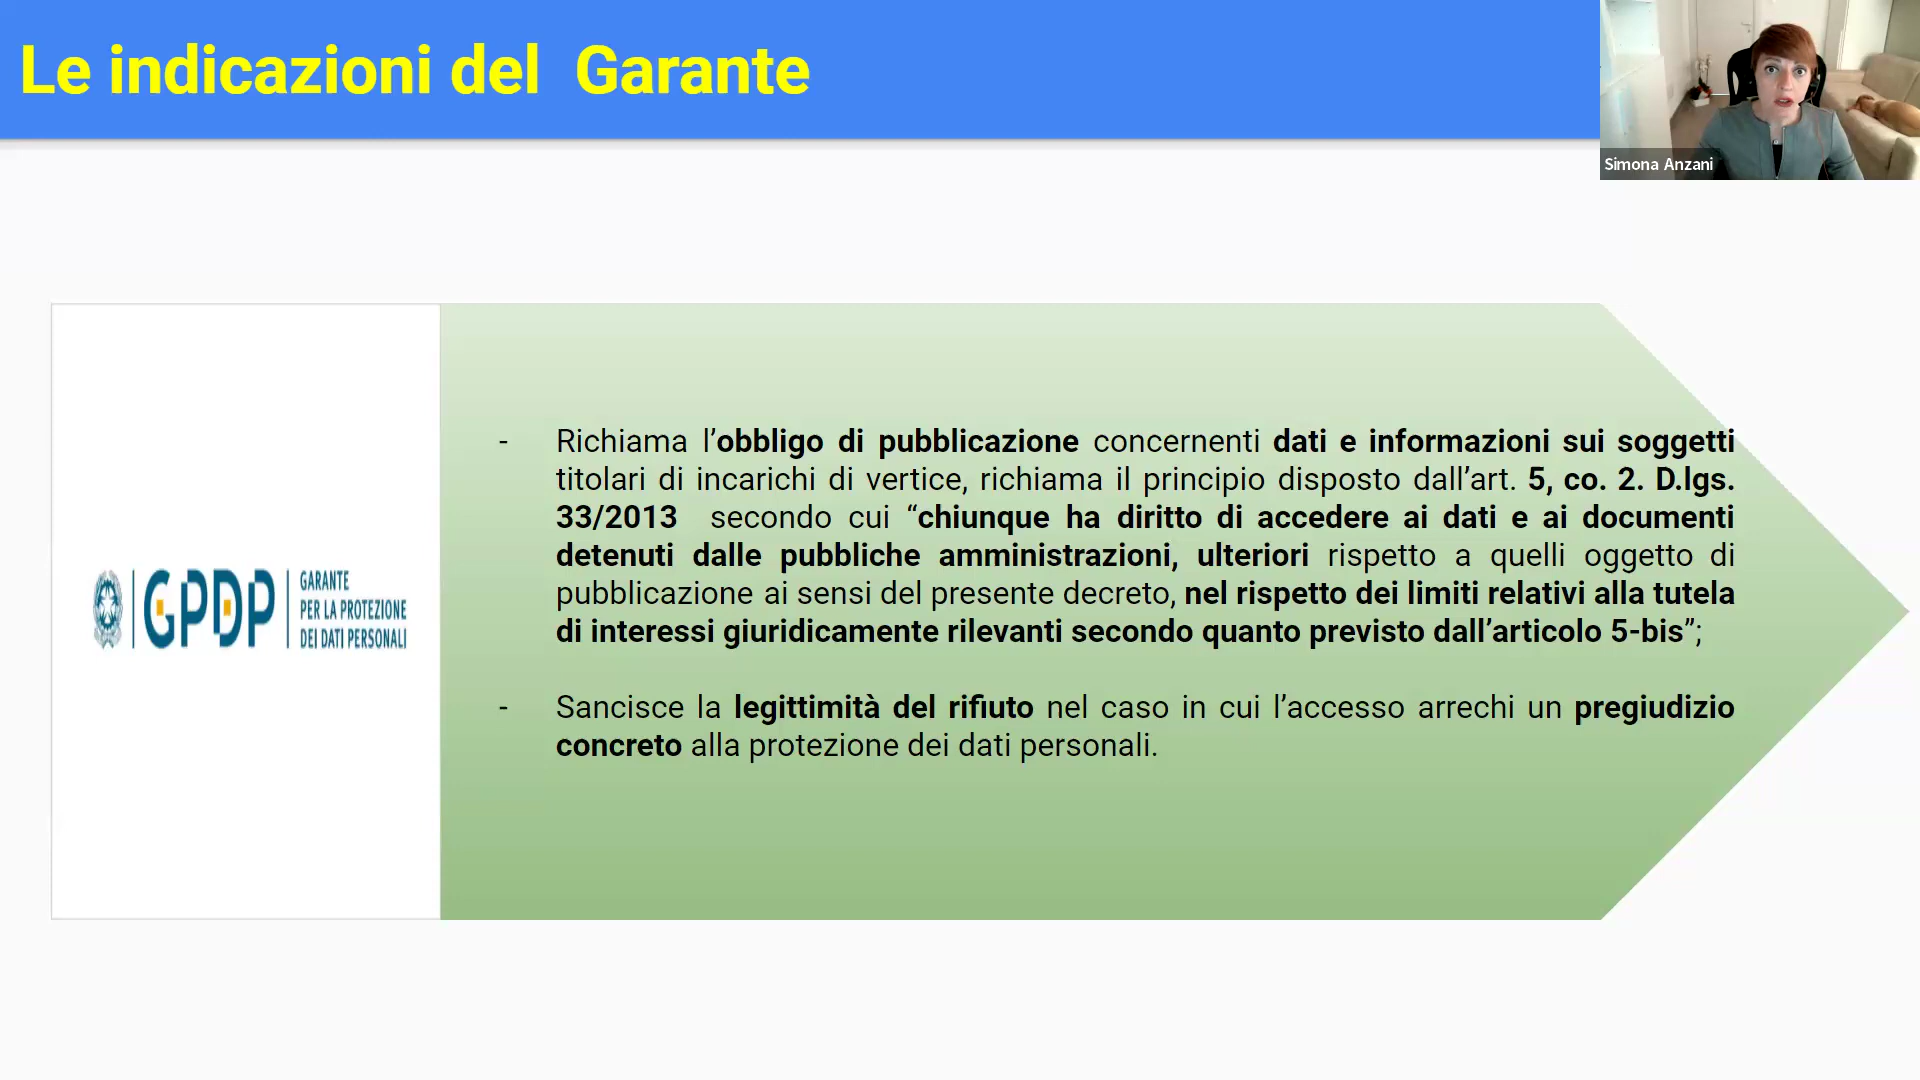 Le indicazioni del  Garante
Simona Anzani
GPDP
GARANTE
PER LA PROTEZIONE
DEI DATI PERSONALI
- Richiama l’obbligo di pubblicazione concernenti dati e informazioni sui soggetti
titolari di incarichi di vertice, richiama il principio disposto dall’art. 5, co. 2. D.lgs.
33/2013  secondo cui “chiunque ha diritto di accedere ai dati e ai documenti
detenuti dalle pubbliche amministrazioni, ulteriori rispetto a quelli oggetto di
pubblicazione ai sensi del presente decreto, nel rispetto dei limiti relativi alla tutela
di interessi giuridicamente rilevanti secondo quanto previsto dall’articolo 5-bis”;
- Sancisce la legittimità del rifiuto nel caso in cui l’accesso arrechi un pregiudizio
concreto alla protezione dei dati personali.